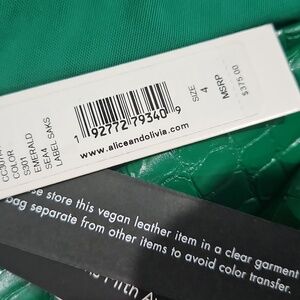 COLOR
S301
EMERALD
SEA4
LABEL SAKS
1 92772 79340 9
www.aliceandolivia.com
SIZE
4
MSRP
$375.00
se store this vegan leather item in a clear garment
bag separate from other items to avoid color transfer.
Fifth